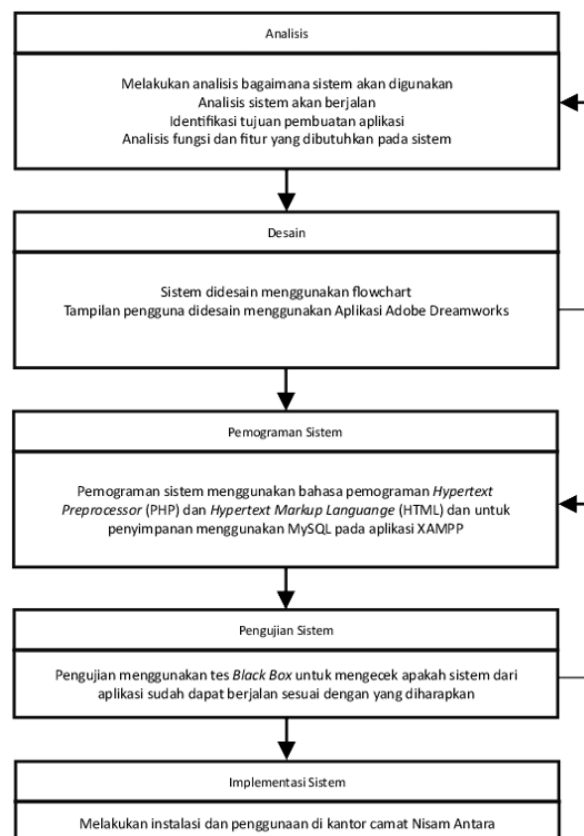 Analisis
Melakukan analisis bagaimana sistem akan digunakan
Analisis sistem akan berjalan
Identifikasi tujuan pembuatan aplikasi
Analisis fungsi dan fitur yang dibutuhkan pada sistem
Desain
Sistem didesain menggunakan flowchart
Tampilan pengguna didesain menggunakan Aplikasi Adobe Dreamworks
Pemograman Sistem
Pemograman sistem menggunakan bahasa pemograman Hypertext
Preprocessor (PHP) dan Hypertext Markup Languange (HTML) dan untuk
penyimpanan menggunakan MySQL pada aplikasi XAMPP
Pengujian Sistem
Pengujian menggunakan tes Black Box untuk mengecek apakah sistem dari
aplikasi sudah dapat berjalan sesuai dengan yang diharapkan
Implementasi Sistem
Melakukan instalasi dan penggunaan di kantor camat Nisam Antara